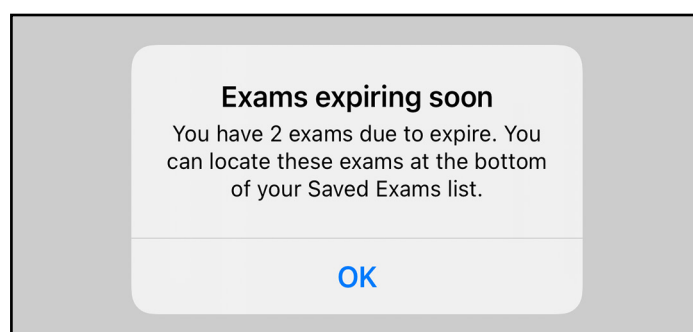 Exams expiring soon
You have 2 exams due to expire. You
can locate these exams at the bottom
of your Saved Exams list.
OK